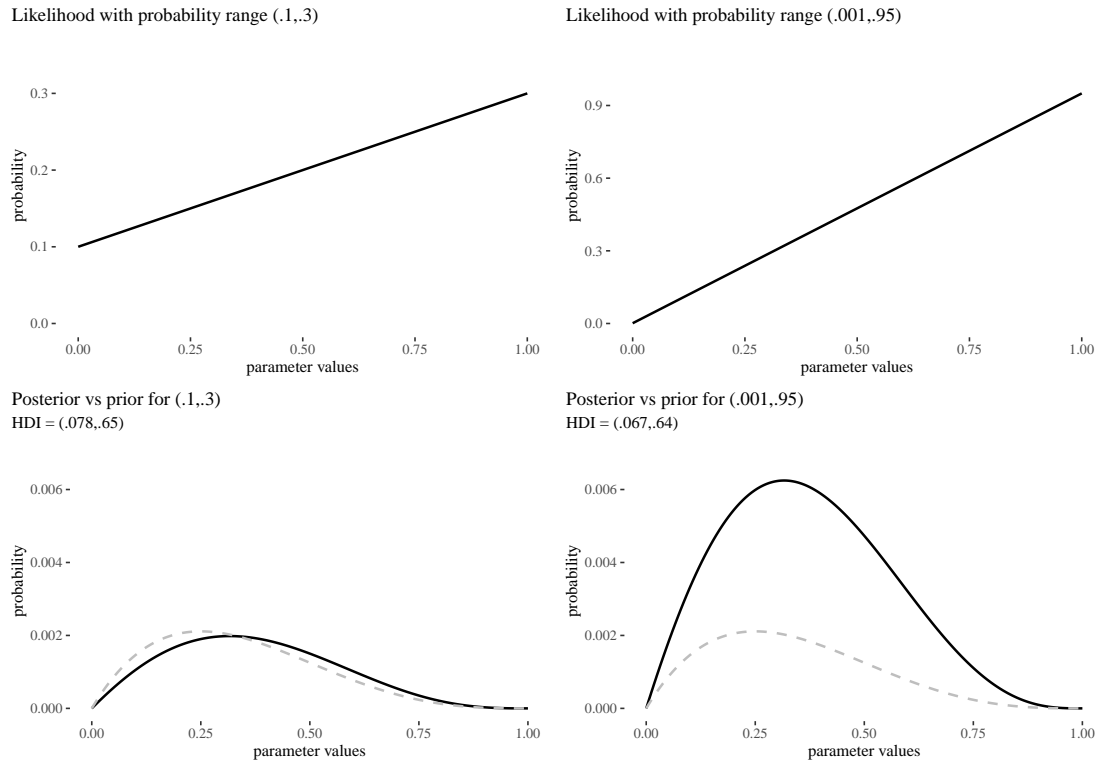 Likelihood with probability range (.1,.3)
0.3
0.2
0.1
0.0
probability
0.00 0.25 0.50 0.75 1.00
parameter values
Likelihood with probability range (.001,.95)
0.9
0.6
0.3
0.0
probability
0.00 0.25 0.50 0.75 1.00
parameter values
Posterior vs prior for (.1,.3)
HDI = (.078,.65)
0.006
0.004
0.002
0.000
probability
0.00 0.25 0.50 0.75 1.00
parameter values
Posterior vs prior for (.001,.95)
HDI = (.067,.64)
0.006
0.004
0.002
0.000
probability
0.00 0.25 0.50 0.75 1.00
parameter values